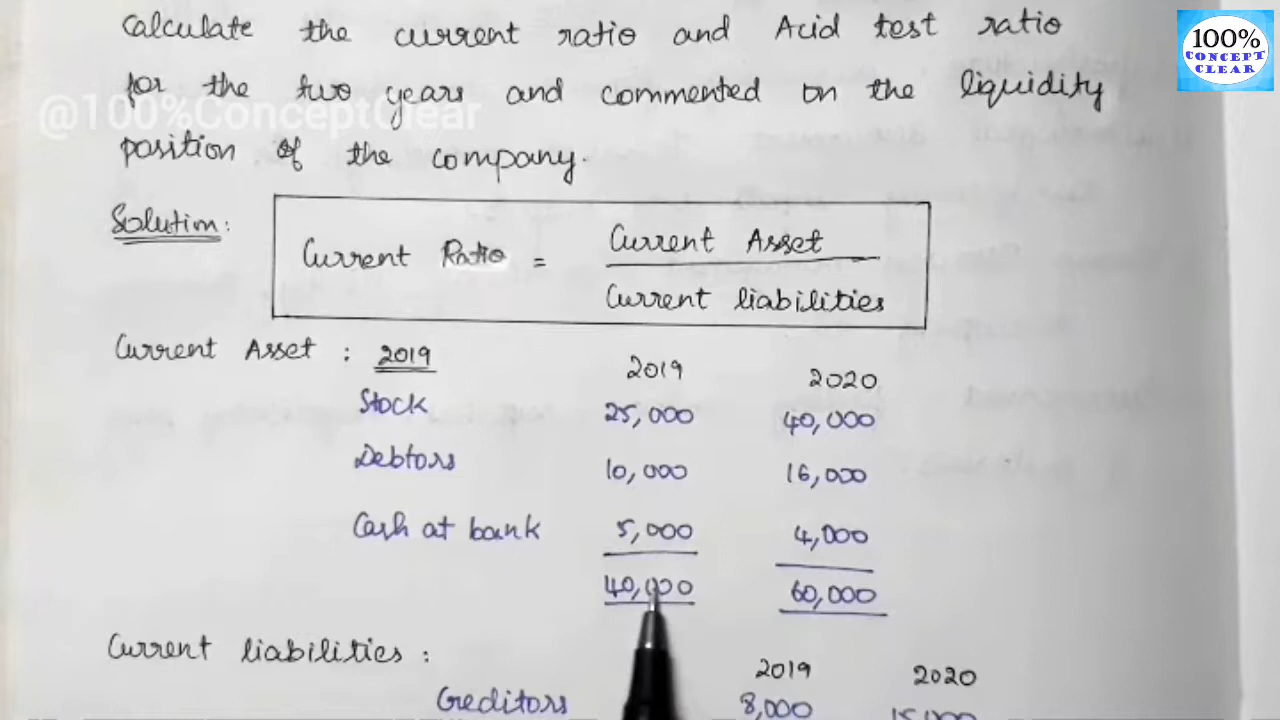 Calculate the current ratio and Acid test ratio
for the two years and commented on the liquidity
@100%ConceptClear
position of the company.
Solution:
Current Ratio = Current Asset
Current liabilities
Current Asset : 2019 2019 2020
Stock 25,000 40,000
Debtors 10,000 16,000
Cash at bank 5,000 4,000
40,000 60,000
Current liabilities : 2019 2020
Creditors 8,000 15,000
100%
CONCEPT
CLEAR